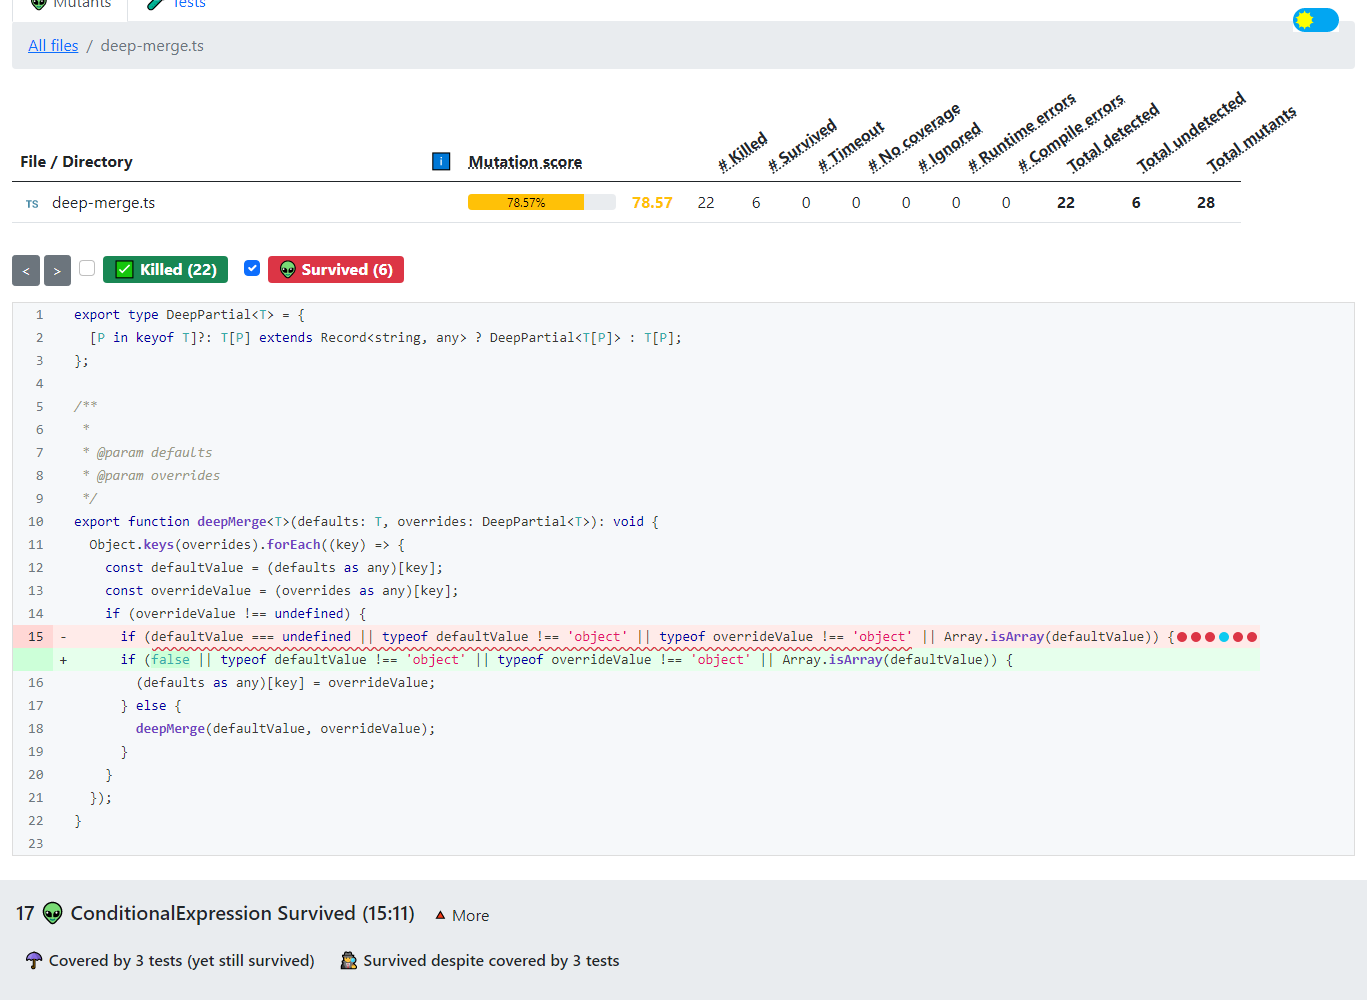 Mutants Tests
All files / deep-merge.ts
File / Directory i Mutation score # Killed # Survived # Timeout # No coverage # Ignored # Runtime errors # Compile errors Total detected Total undetected Total mutants
TS deep-merge.ts 78.57% 78.57 22 6 0 0 0 0 0 22 6 28
< > Killed (22) Survived (6)
1 export type DeepPartial<T> = {
2 [P in keyof T]?: T[P] extends Record<string, any> ? DeepPartial<T[P]> : T[P];
3 };
4
5 /**
6 *
7 * @param defaults
8 * @param overrides
9 */
10 export function deepMerge<T>(defaults: T, overrides: DeepPartial<T>): void {
11 Object.keys(overrides).forEach((key) => {
12 const defaultValue = (defaults as any)[key];
13 const overrideValue = (overrides as any)[key];
14 if (overrideValue !== undefined) {
15 - if (defaultValue === undefined || typeof defaultValue !== 'object' || typeof overrideValue !== 'object' || Array.isArray(defaultValue)) {
+ if (false || typeof defaultValue !== 'object' || typeof overrideValue !== 'object' || Array.isArray(defaultValue)) {
16 (defaults as any)[key] = overrideValue;
17 } else {
18 deepMerge(defaultValue, overrideValue);
19 }
20 }
21 });
22 }
23
17 ConditionalExpression Survived (15:11) More
Covered by 3 tests (yet still survived) Survived despite covered by 3 tests